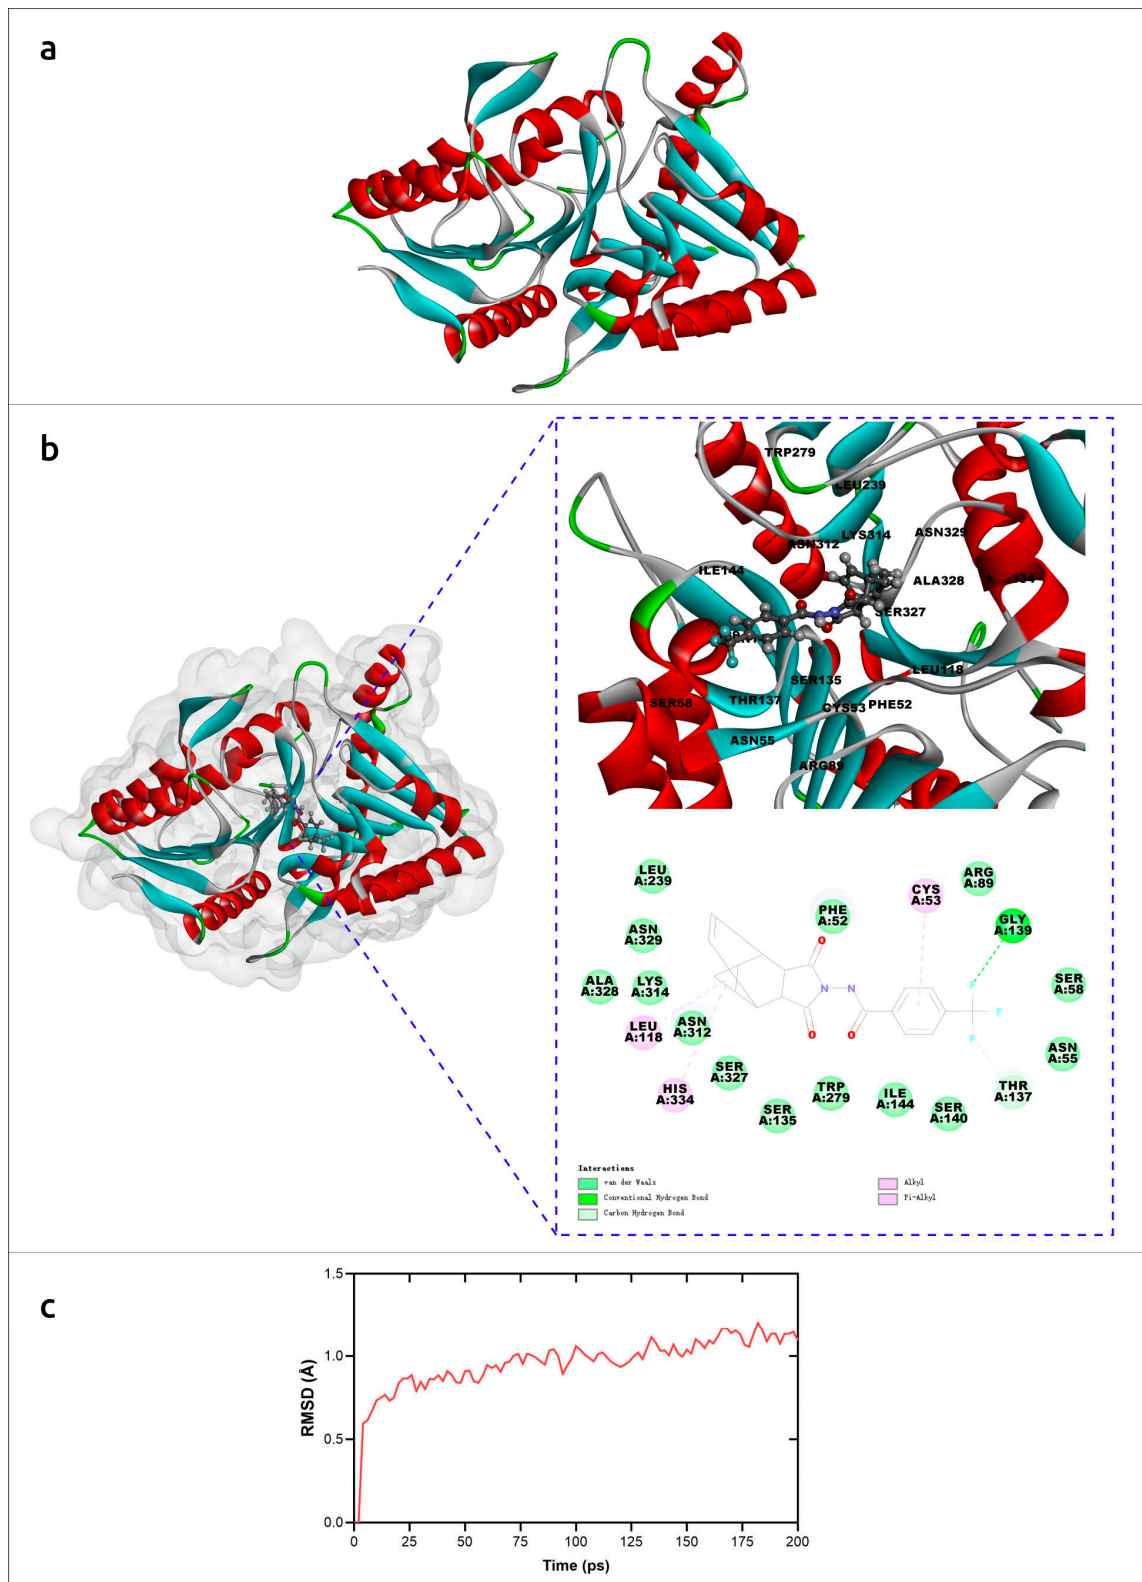 a
b
TRP279
LEU239
LYS314
ASN329
ASN312
ILE144
ALA328
SER327
LEU118
SER135
THR137
SER58
CYS53
PHE52
ASN55
ARG89
LEU
A:239
PHE
A:52
CYS
A:53
ARG
A:89
GLY
A:139
ASN
A:329
ALA
A:328
LYS
A:314
SER
A:58
LEU
A:118
ASN
A:312
ASN
A:55
SER
A:327
HIS
A:334
TRP
A:279
ILE
A:144
THR
A:137
SER
A:135
SER
A:140
O
N N
O O
F
F
F
Interactions
van der Waals
Conventional Hydrogen Bond
Carbon Hydrogen Bond
Alkyl
Pi-Alkyl
c
1.5
1.0
0.5
0.0
RMSD (Å)
0 25 50 75 100 125 150 175 200
Time (ps)